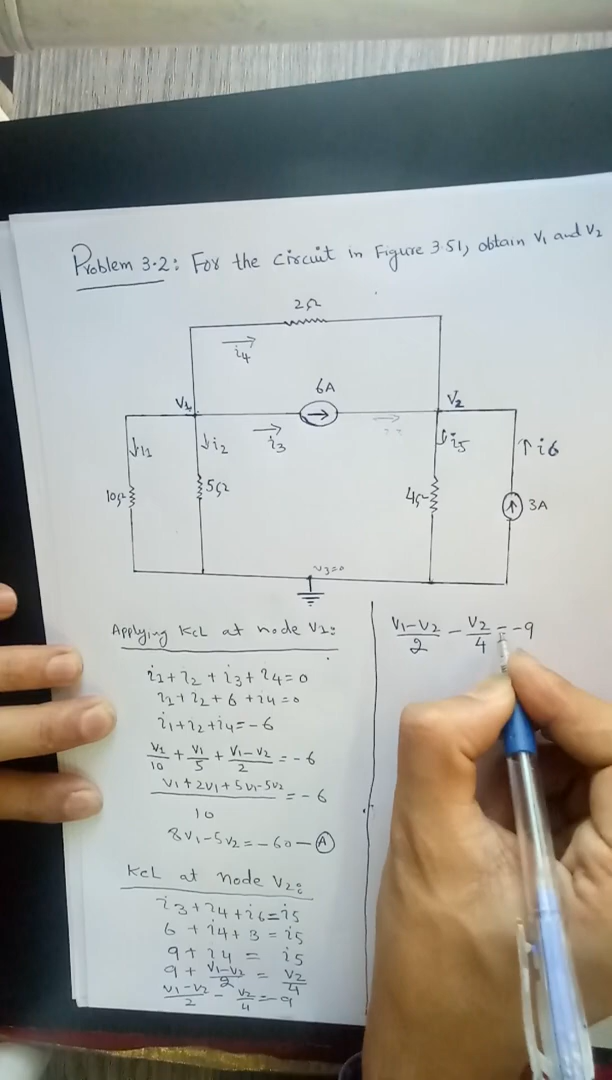 Problem 3.2: For the circuit in Figure 3.51, obtain V1 and V2
2Ω
i4
6A
V1
V2
i1
i2
i3
i5
i6
10Ω
5Ω
4Ω
3A
V3=0
Applying KCL at node V1:
i1 + i2 + i3 + i4 = 0
i1 + i2 + 6 + i4 = 0
i1 + i2 + i4 = -6
V1/10 + V1/5 + (V1-V2)/2 = -6
(V1 + 2V1 + 5V1 - 5V2)/10 = -6
8V1 - 5V2 = -60 — (A)
KCL at node V2:
i3 + i4 + i6 = i5
6 + i4 + 3 = i5
9 + i4 = i5
9 + (V1-V2)/2 = V2/4
(V1-V2)/2 - V2/4 = -9
(V1-V2)/2 - V2/4 = -9